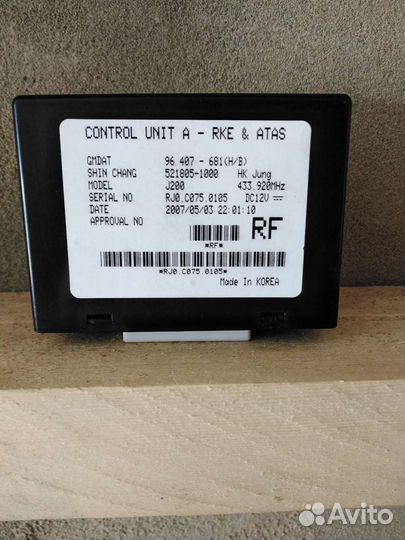 CONTROL UNIT A - RKE & ATAS
GMDAT 96 407 - 681(H/B)
SHIN CHANG 521805-1000 HK Jung
MODEL J200 433.920MHz
SERIAL NO RJ0.C075.0105 DC12V
DATE 2007/05/03 22:01:10
APPROVAL NO
RF
*RF*
*RJ0.C075.0105*
Made In KOREA
Avito